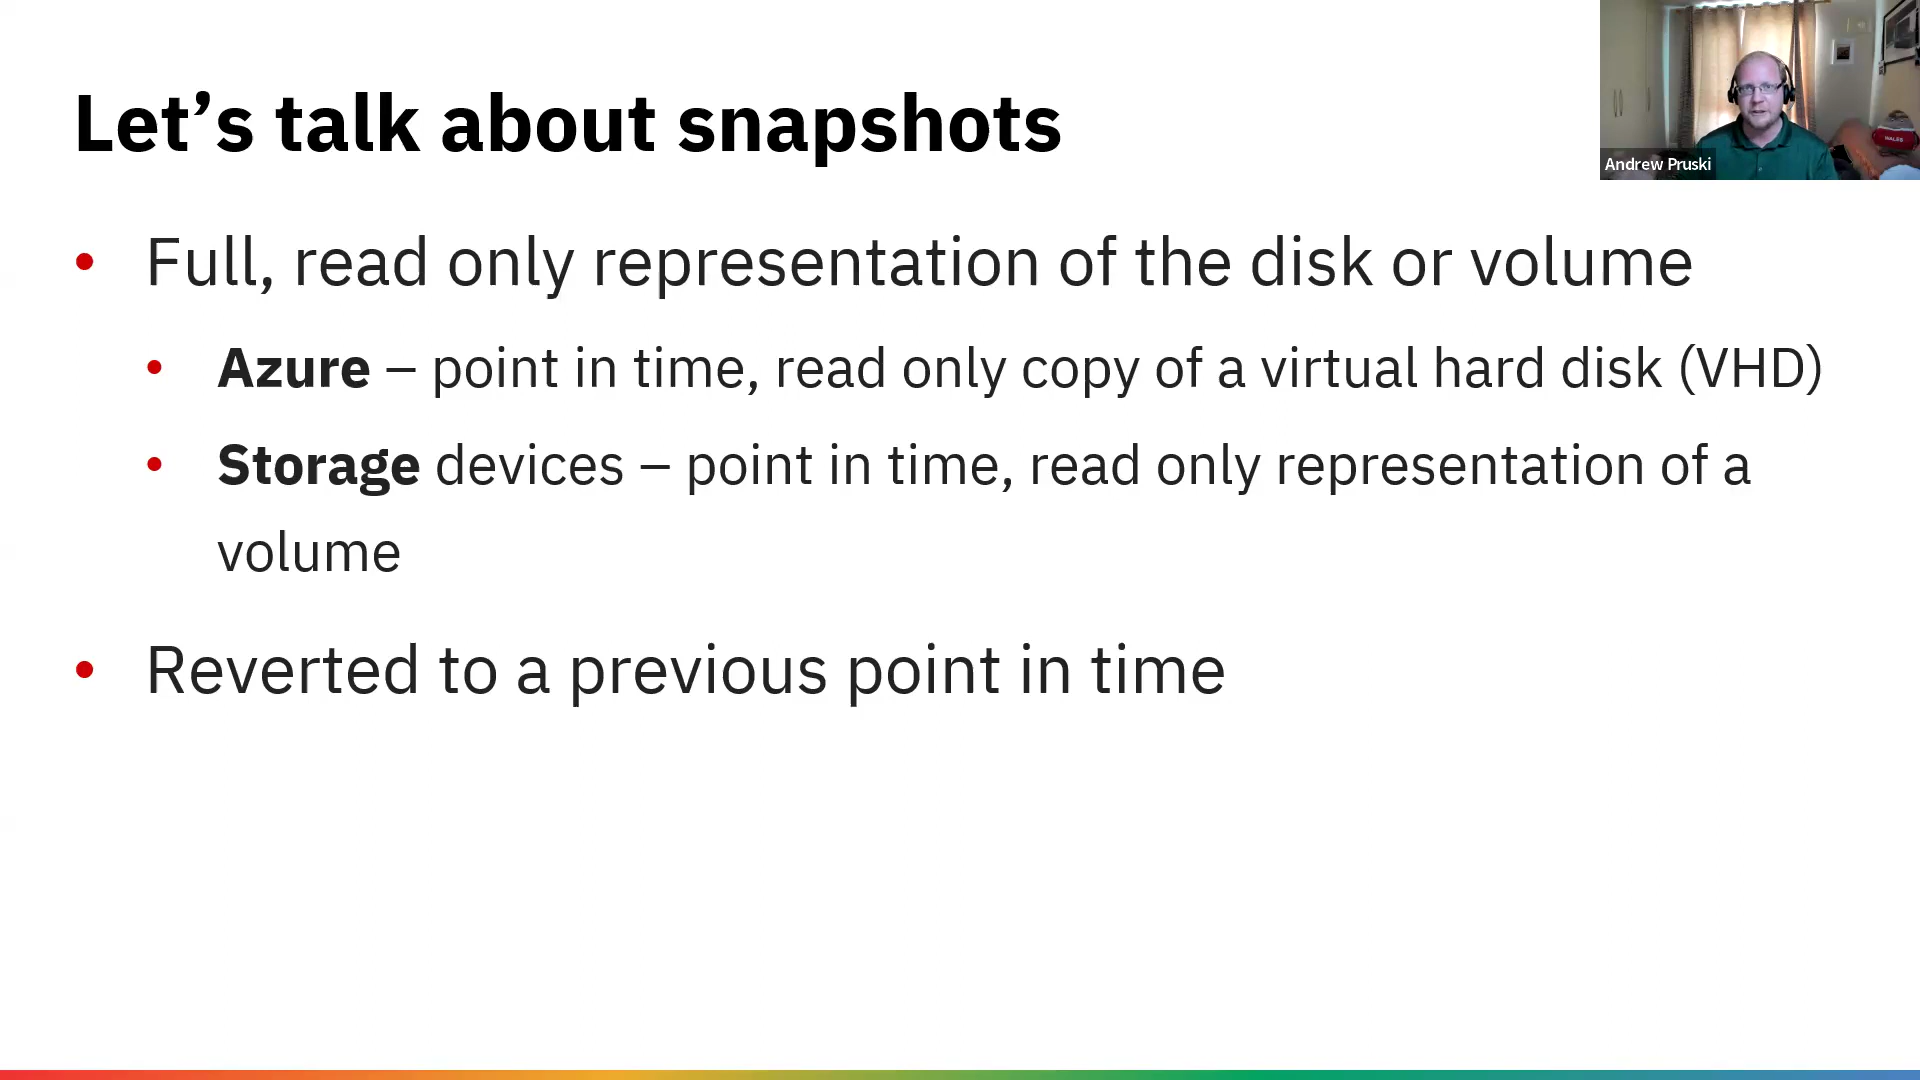 Let’s talk about snapshots
Andrew Pruski
• Full, read only representation of the disk or volume
• Azure – point in time, read only copy of a virtual hard disk (VHD)
• Storage devices – point in time, read only representation of a
volume
• Reverted to a previous point in time
WALES